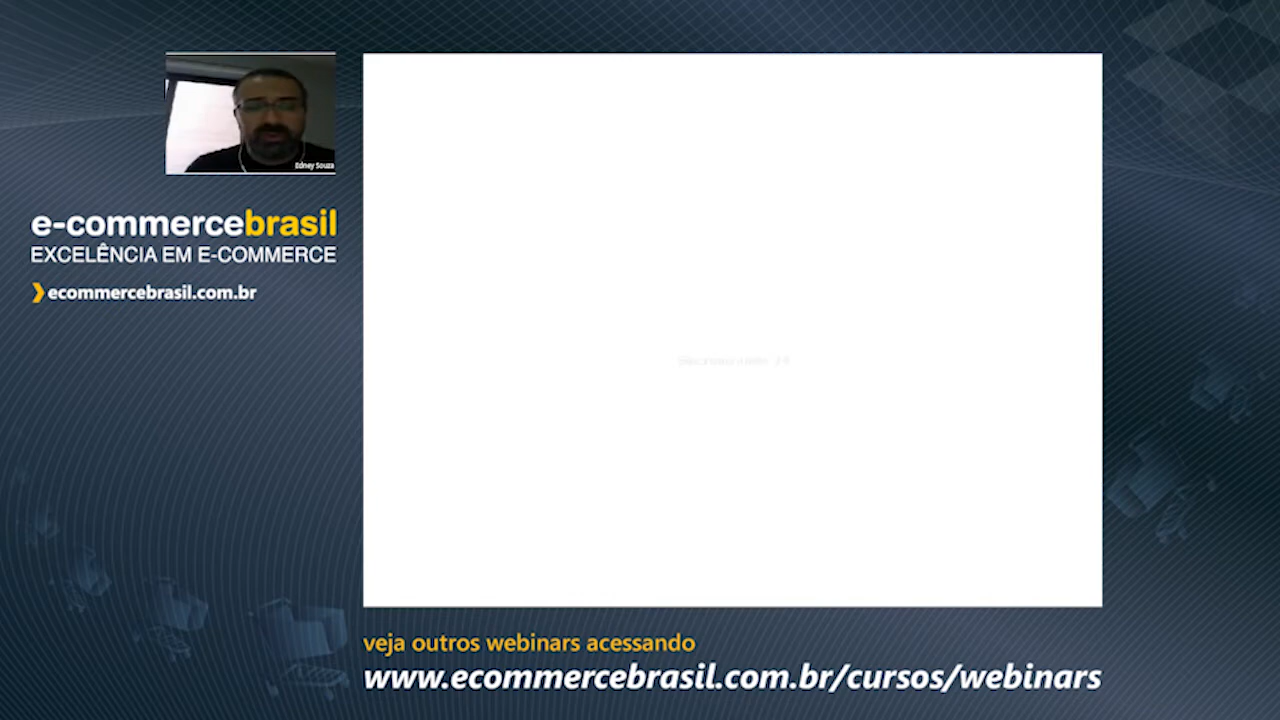 Edney Souza
e-commercebrasil
EXCELÊNCIA EM E-COMMERCE
ecommercebrasil.com.br
veja outros webinars acessando
www.ecommercebrasil.com.br/cursos/webinars